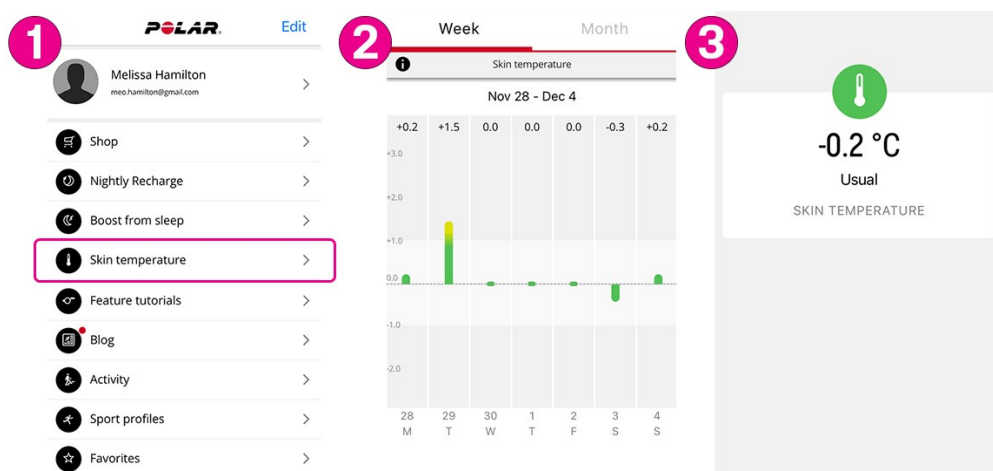 1
POLAR.
Edit
Melissa Hamilton
meo.hamilton@gmail.com
Shop
Nightly Recharge
Boost from sleep
Skin temperature
Feature tutorials
Blog
Activity
Sport profiles
Favorites
2
Week Month
Skin temperature
Nov 28 - Dec 4
+0.2 +1.5 0.0 0.0 0.0 -0.3 +0.2
+3.0
+2.0
+1.0
0.0
-1.0
-2.0
28 29 30 1 2 3 4
M T W T F S S
3
-0.2 °C
Usual
SKIN TEMPERATURE